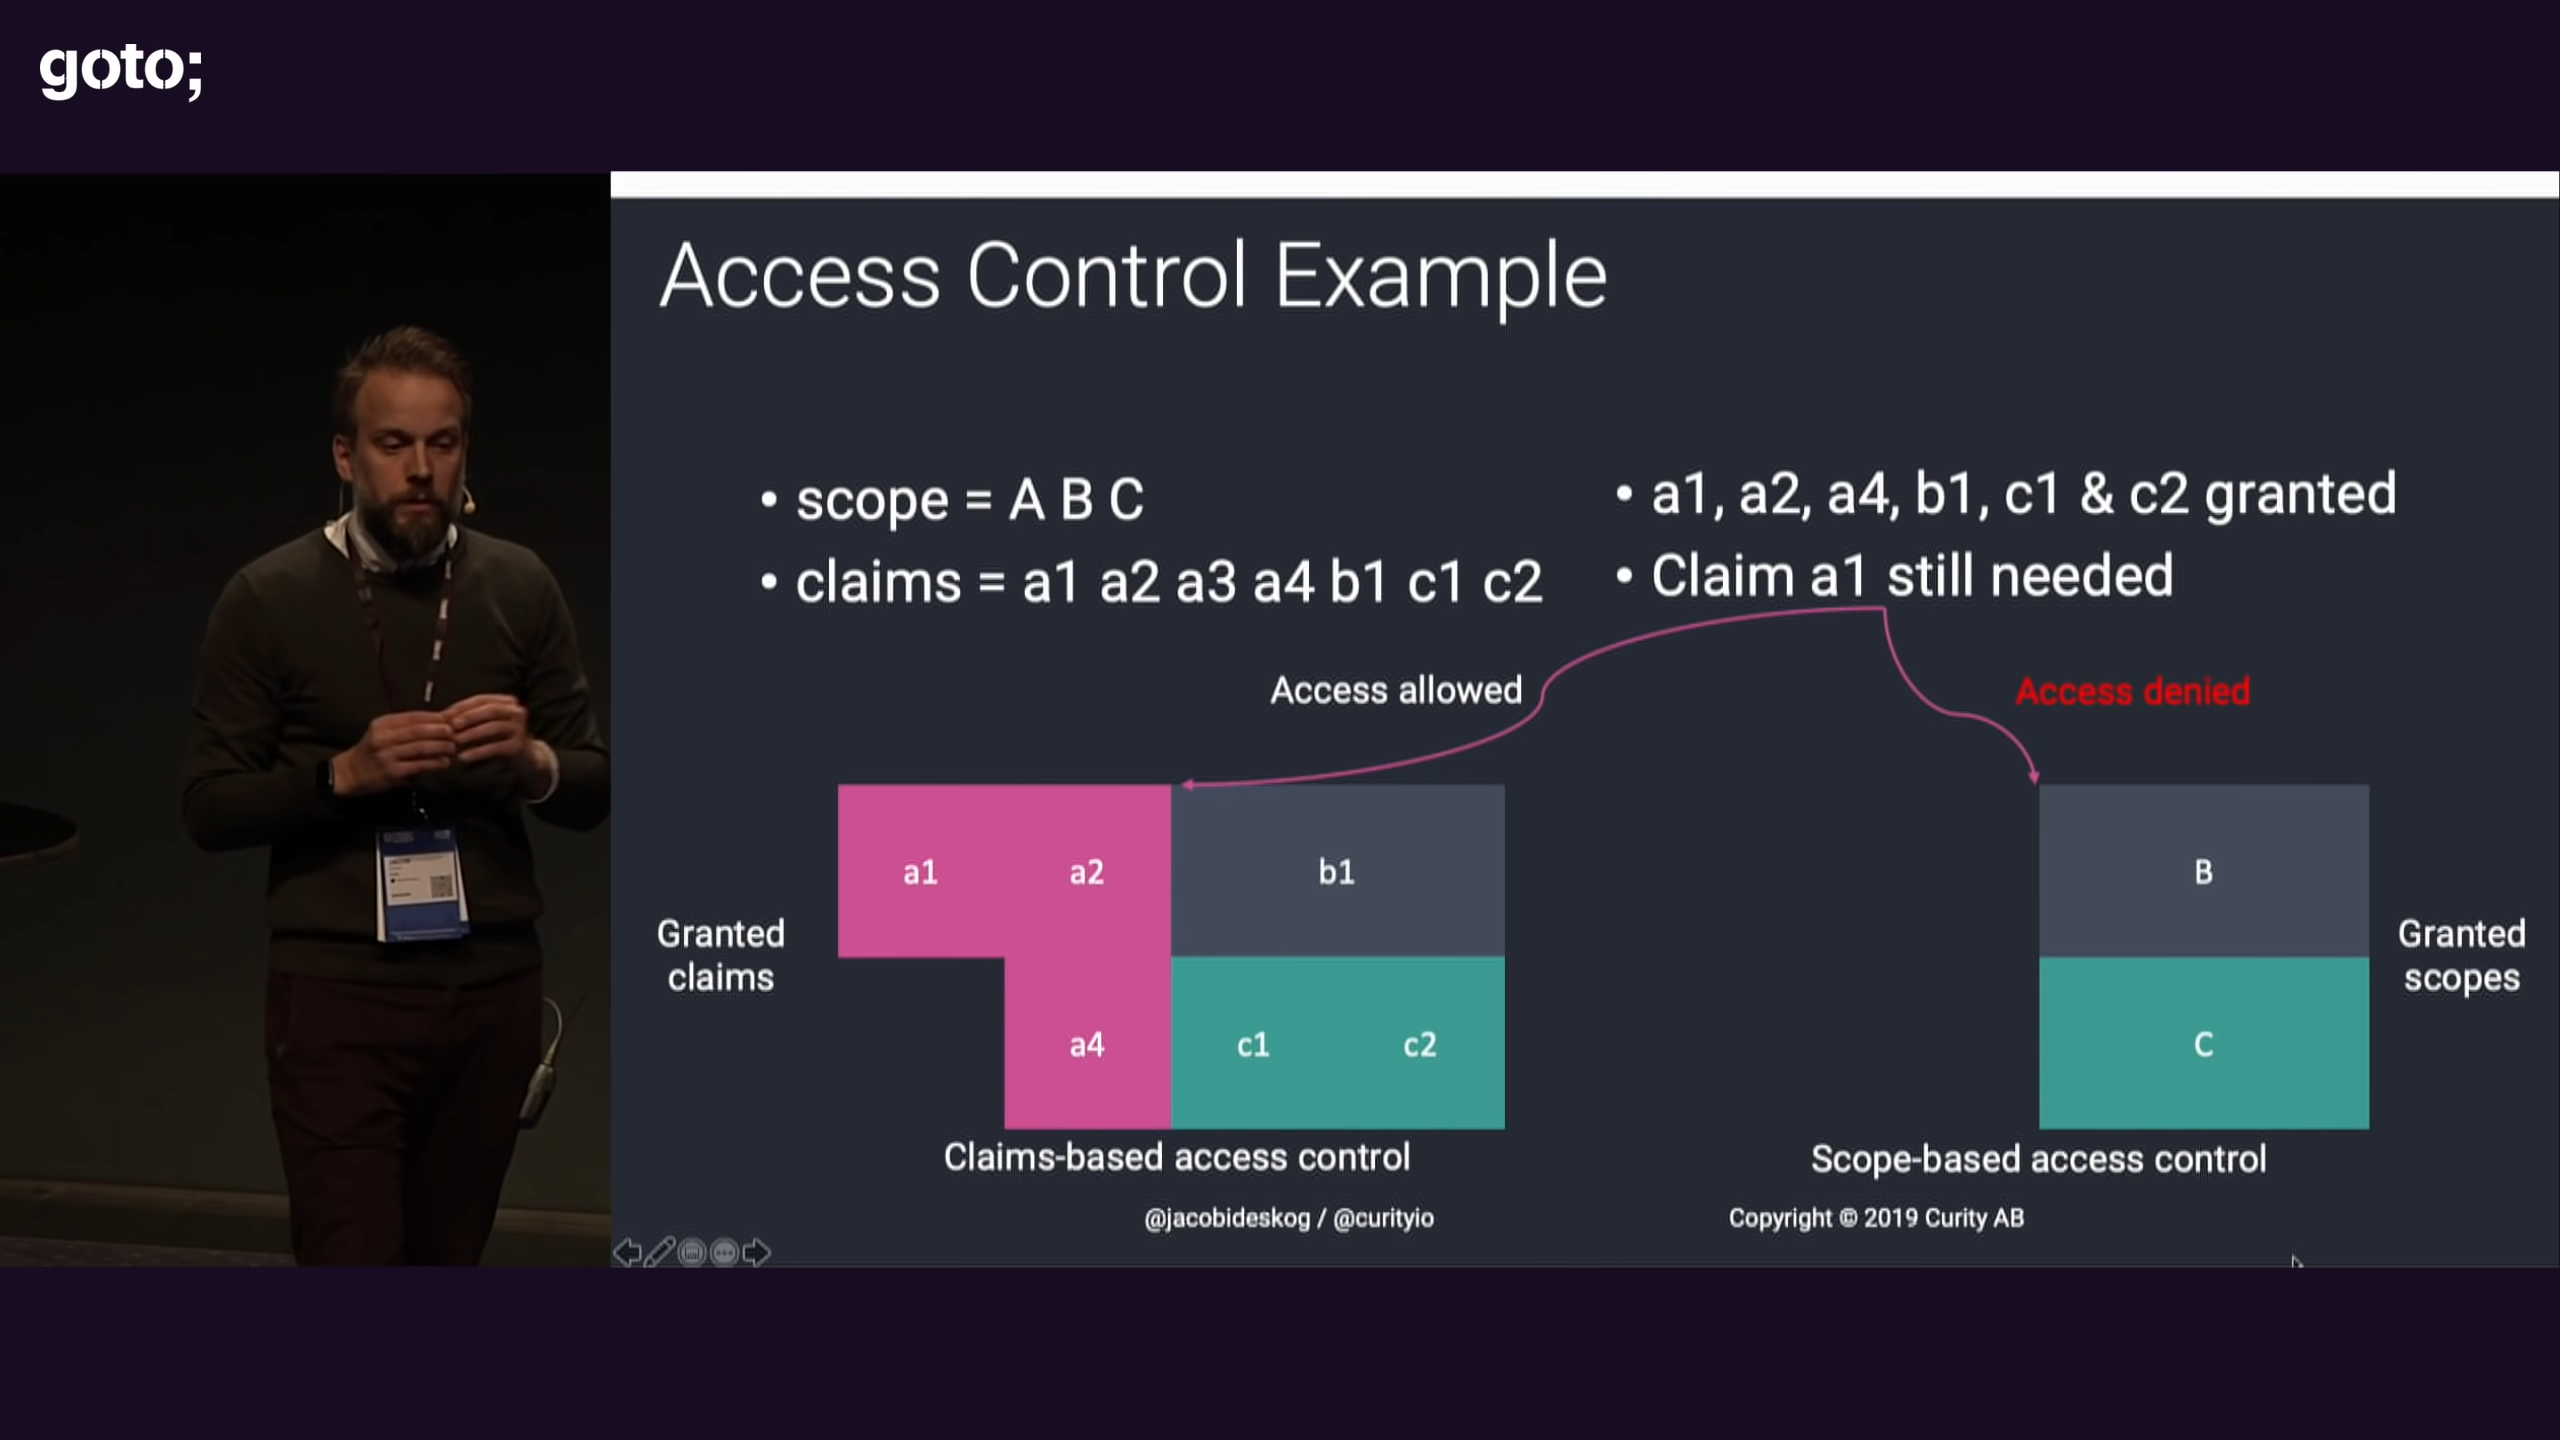 goto;
Access Control Example
• scope = A B C
• claims = a1 a2 a3 a4 b1 c1 c2
• a1, a2, a4, b1, c1 & c2 granted
• Claim a1 still needed
Access allowed
Access denied
Granted
claims
a1 a2 b1
a4 c1 c2
Claims-based access control
B
C
Granted
scopes
Scope-based access control
@jacobideskog / @curityio
Copyright © 2019 Curity AB